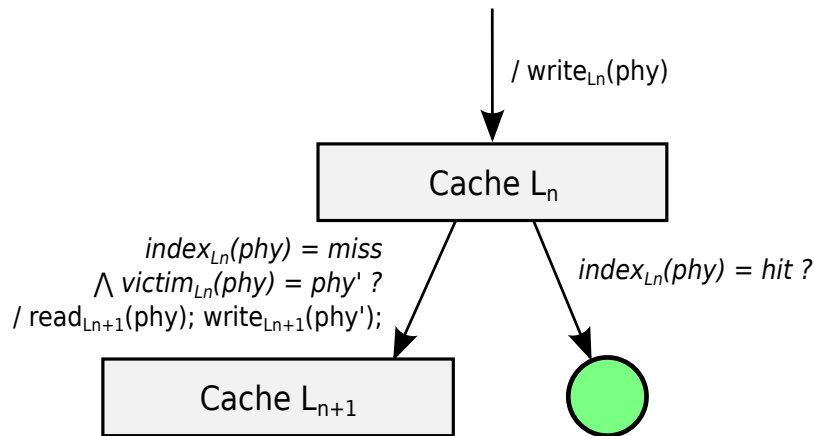 / write_Ln(phy)
Cache L_n
index_Ln(phy) = miss
⋀ victim_Ln(phy) = phy' ?
/ read_Ln+1(phy); write_Ln+1(phy');
index_Ln(phy) = hit ?
Cache L_n+1